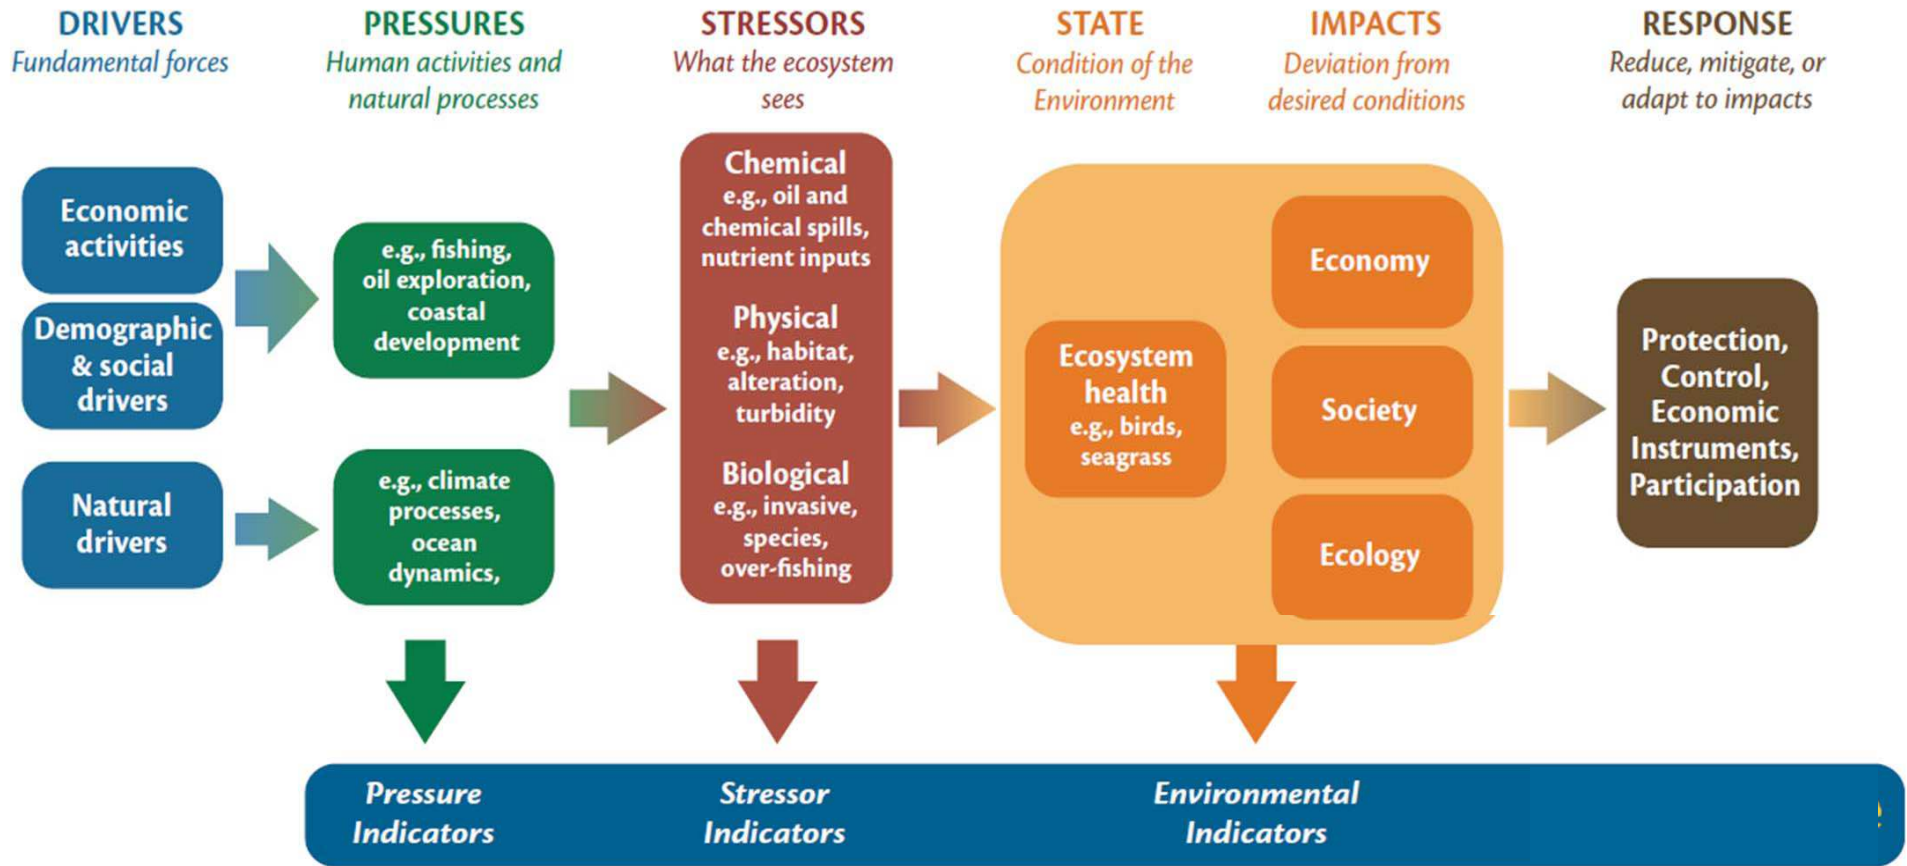 DRIVERS
Fundamental forces
PRESSURES
Human activities and
natural processes
STRESSORS
What the ecosystem
sees
STATE
Condition of the
Environment
IMPACTS
Deviation from
desired conditions
RESPONSE
Reduce, mitigate, or
adapt to impacts
Economic
activities
Demographic
& social
drivers
Natural
drivers
e.g., fishing,
oil exploration,
coastal
development
e.g., climate
processes,
ocean
dynamics,
Chemical
e.g., oil and
chemical spills,
nutrient inputs
Physical
e.g., habitat,
alteration,
turbidity
Biological
e.g., invasive,
species,
over-fishing
Ecosystem
health
e.g., birds,
seagrass
Economy
Society
Ecology
Protection,
Control,
Economic
Instruments,
Participation
Pressure
Indicators
Stressor
Indicators
Environmental
Indicators